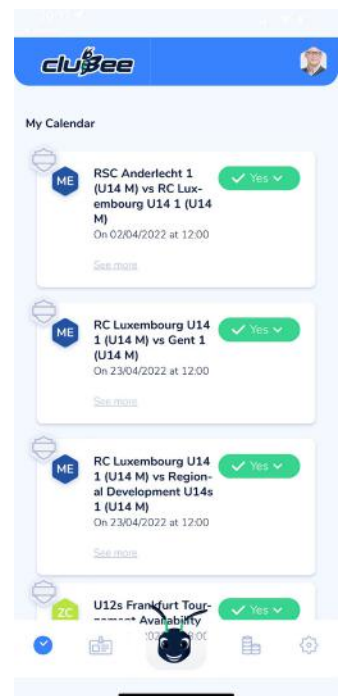 cluBee
My Calendar
ME
RSC Anderlecht 1
(U14 M) vs RC Lux-
embourg U14 1 (U14
M)
Yes
On 02/04/2022 at 12:00
See more
ME
RC Luxembourg U14
1 (U14 M) vs Gent 1
(U14 M)
Yes
On 23/04/2022 at 12:00
See more
ME
RC Luxembourg U14
1 (U14 M) vs Region-
al Development U14s
1 (U14 M)
Yes
On 23/04/2022 at 12:00
See more
ZC
U12s Frankfurt Tour-
Yes